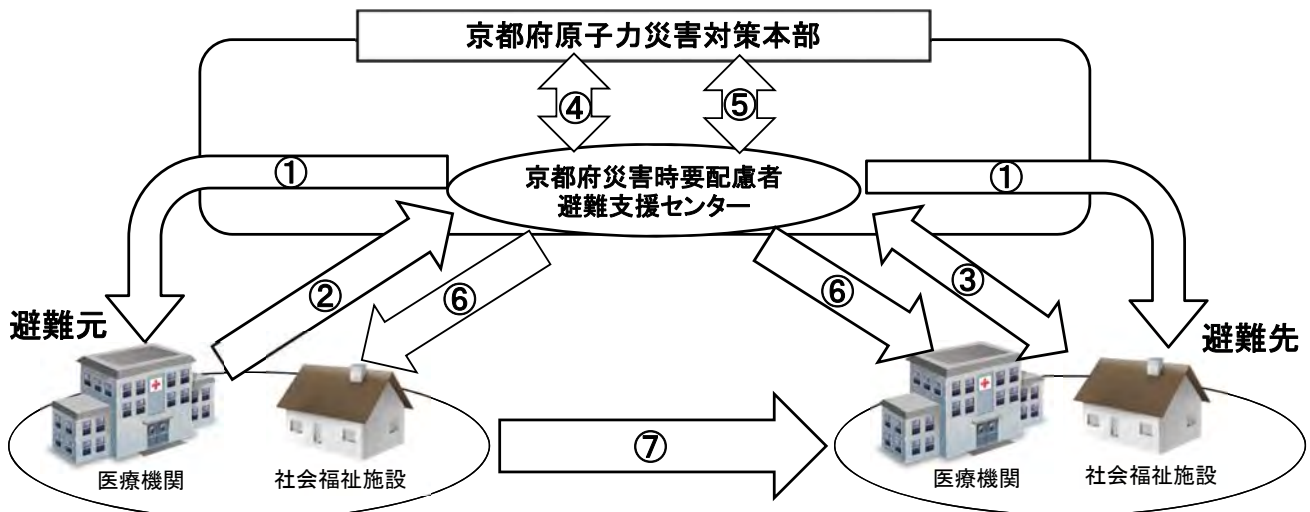 京都府原子力災害対策本部
④
⑤
京都府災害時要配慮者
避難支援センター
①
①
②
⑥
⑥
③
避難元
避難先
⑦
医療機関
社会福祉施設
医療機関
社会福祉施設